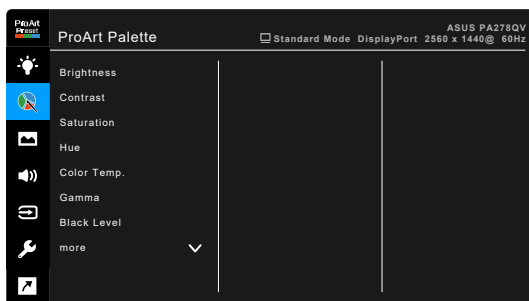 ProArt
Preset
ProArt Palette
ASUS PA278QV
Standard Mode DisplayPort 2560 x 1440@ 60Hz
Brightness
Contrast
Saturation
Hue
Color Temp.
Gamma
Black Level
more